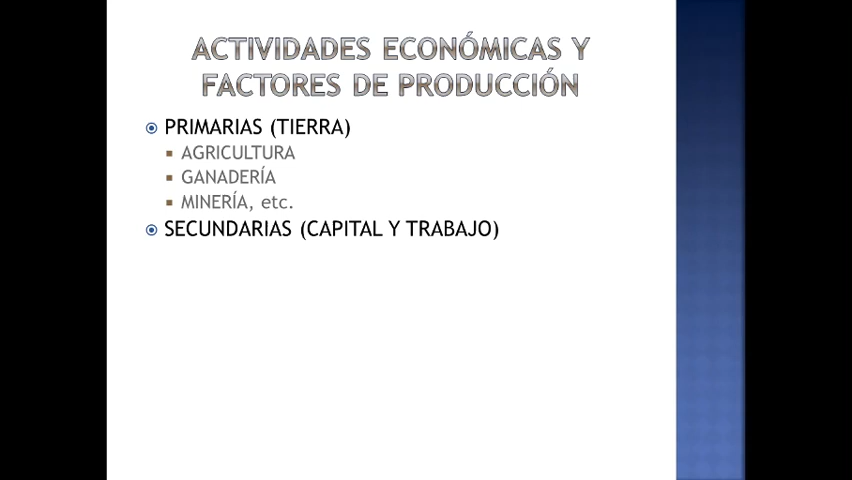 ACTIVIDADES ECONÓMICAS Y
FACTORES DE PRODUCCIÓN
PRIMARIAS (TIERRA)
AGRICULTURA
GANADERÍA
MINERÍA, etc.
SECUNDARIAS (CAPITAL Y TRABAJO)